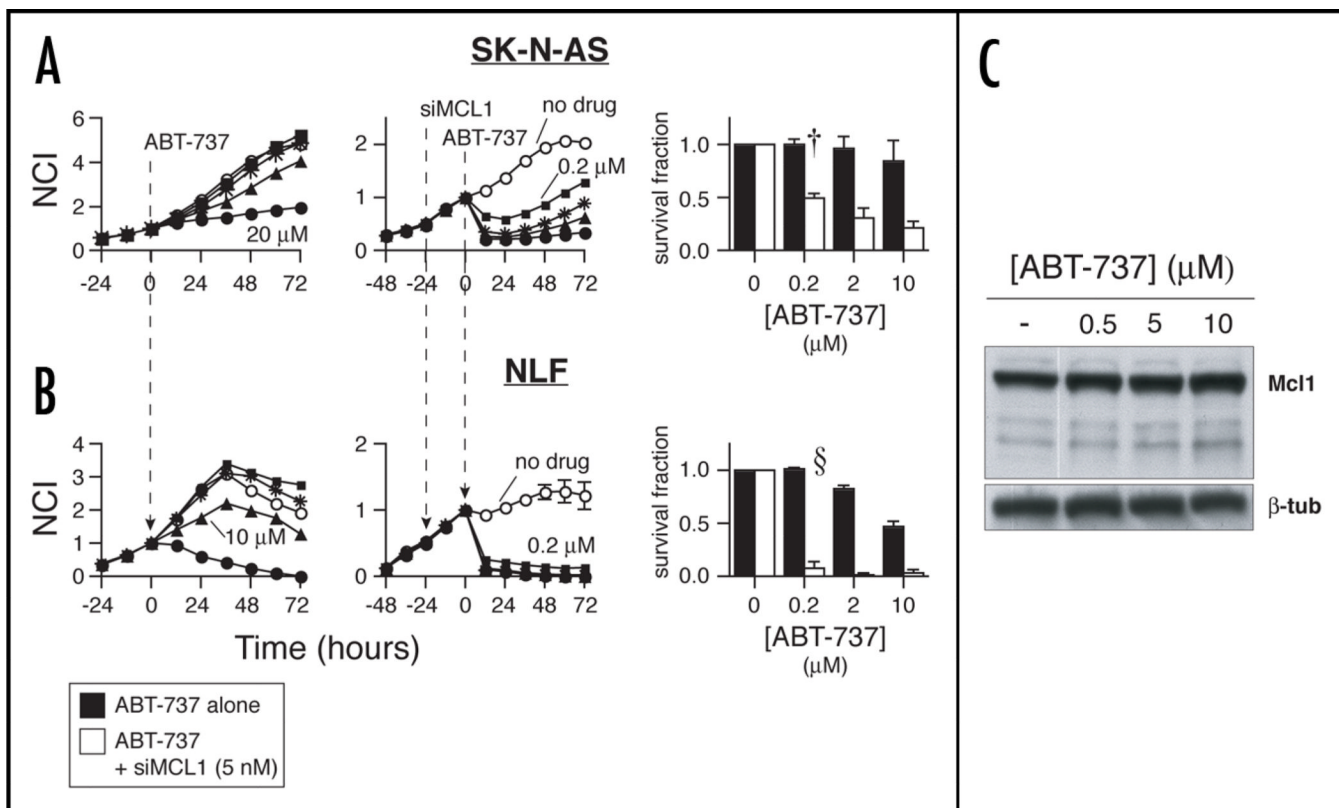 A
SK-N-AS
C
NCI
6
4
2
0
ABT-737
20 μM
-24 0 24 48 72
siMCL1
no drug
ABT-737
0.2 μM
2
1
0
-48 -24 0 24 48 72
survival fraction
1.0
0.5
0.0
†
0 0.2 2 10
[ABT-737]
(μM)
B
NLF
NCI
4
3
2
1
0
10 μM
-24 0 24 48 72
2
1
0
no drug
0.2 μM
-48 -24 0 24 48 72
Time (hours)
survival fraction
1.0
0.5
0.0
§
0 0.2 2 10
[ABT-737]
(μM)
ABT-737 alone
ABT-737
+ siMCL1 (5 nM)
[ABT-737] (μM)
- 0.5 5 10
Mcl1
β-tub